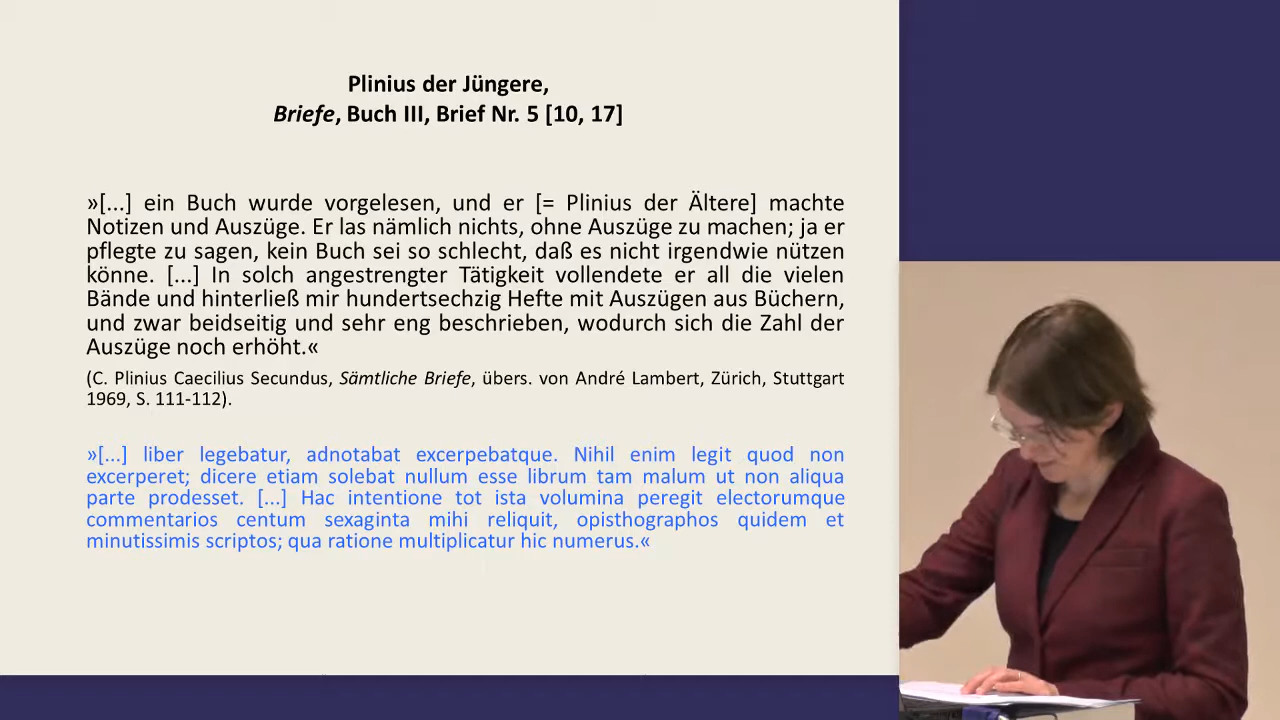 Plinius der Jüngere,
Briefe, Buch III, Brief Nr. 5 [10, 17]
»[...] ein Buch wurde vorgelesen, und er [= Plinius der Ältere] machte
Notizen und Auszüge. Er las nämlich nichts, ohne Auszüge zu machen; ja er
pflegte zu sagen, kein Buch sei so schlecht, daß es nicht irgendwie nützen
könne. [...] In solch angestrengter Tätigkeit vollendete er all die vielen
Bände und hinterließ mir hundertsechzig Hefte mit Auszügen aus Büchern,
und zwar beidseitig und sehr eng beschrieben, wodurch sich die Zahl der
Auszüge noch erhöht.«
(C. Plinius Caecilius Secundus, Sämtliche Briefe, übers. von André Lambert, Zürich, Stuttgart
1969, S. 111-112).
»[...] liber legebatur, adnotabat excerpebatque. Nihil enim legit quod non
excerperet; dicere etiam solebat nullum esse librum tam malum ut non aliqua
parte prodesset. [...] Hac intentione tot ista volumina peregit electorumque
commentarios centum sexaginta mihi reliquit, opisthographos quidem et
minutissimis scriptos; qua ratione multiplicatur hic numerus.«